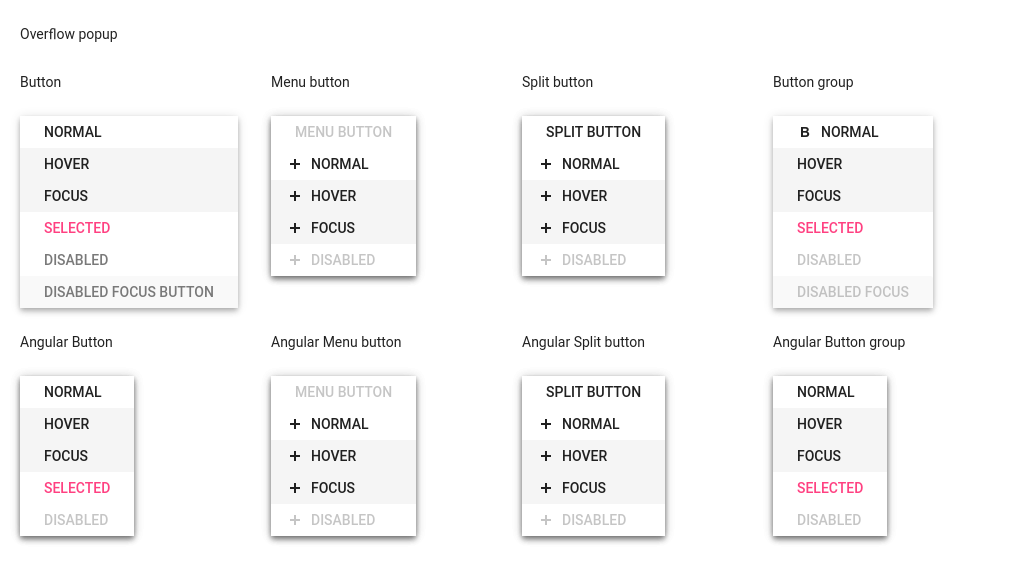 Overflow popup
Button
NORMAL
HOVER
FOCUS
SELECTED
DISABLED
DISABLED FOCUS BUTTON
Menu button
MENU BUTTON
NORMAL
HOVER
FOCUS
DISABLED
Split button
SPLIT BUTTON
NORMAL
HOVER
FOCUS
DISABLED
Button group
B NORMAL
HOVER
FOCUS
SELECTED
DISABLED
DISABLED FOCUS
Angular Button
NORMAL
HOVER
FOCUS
SELECTED
DISABLED
Angular Menu button
MENU BUTTON
NORMAL
HOVER
FOCUS
DISABLED
Angular Split button
SPLIT BUTTON
NORMAL
HOVER
FOCUS
DISABLED
Angular Button group
NORMAL
HOVER
FOCUS
SELECTED
DISABLED